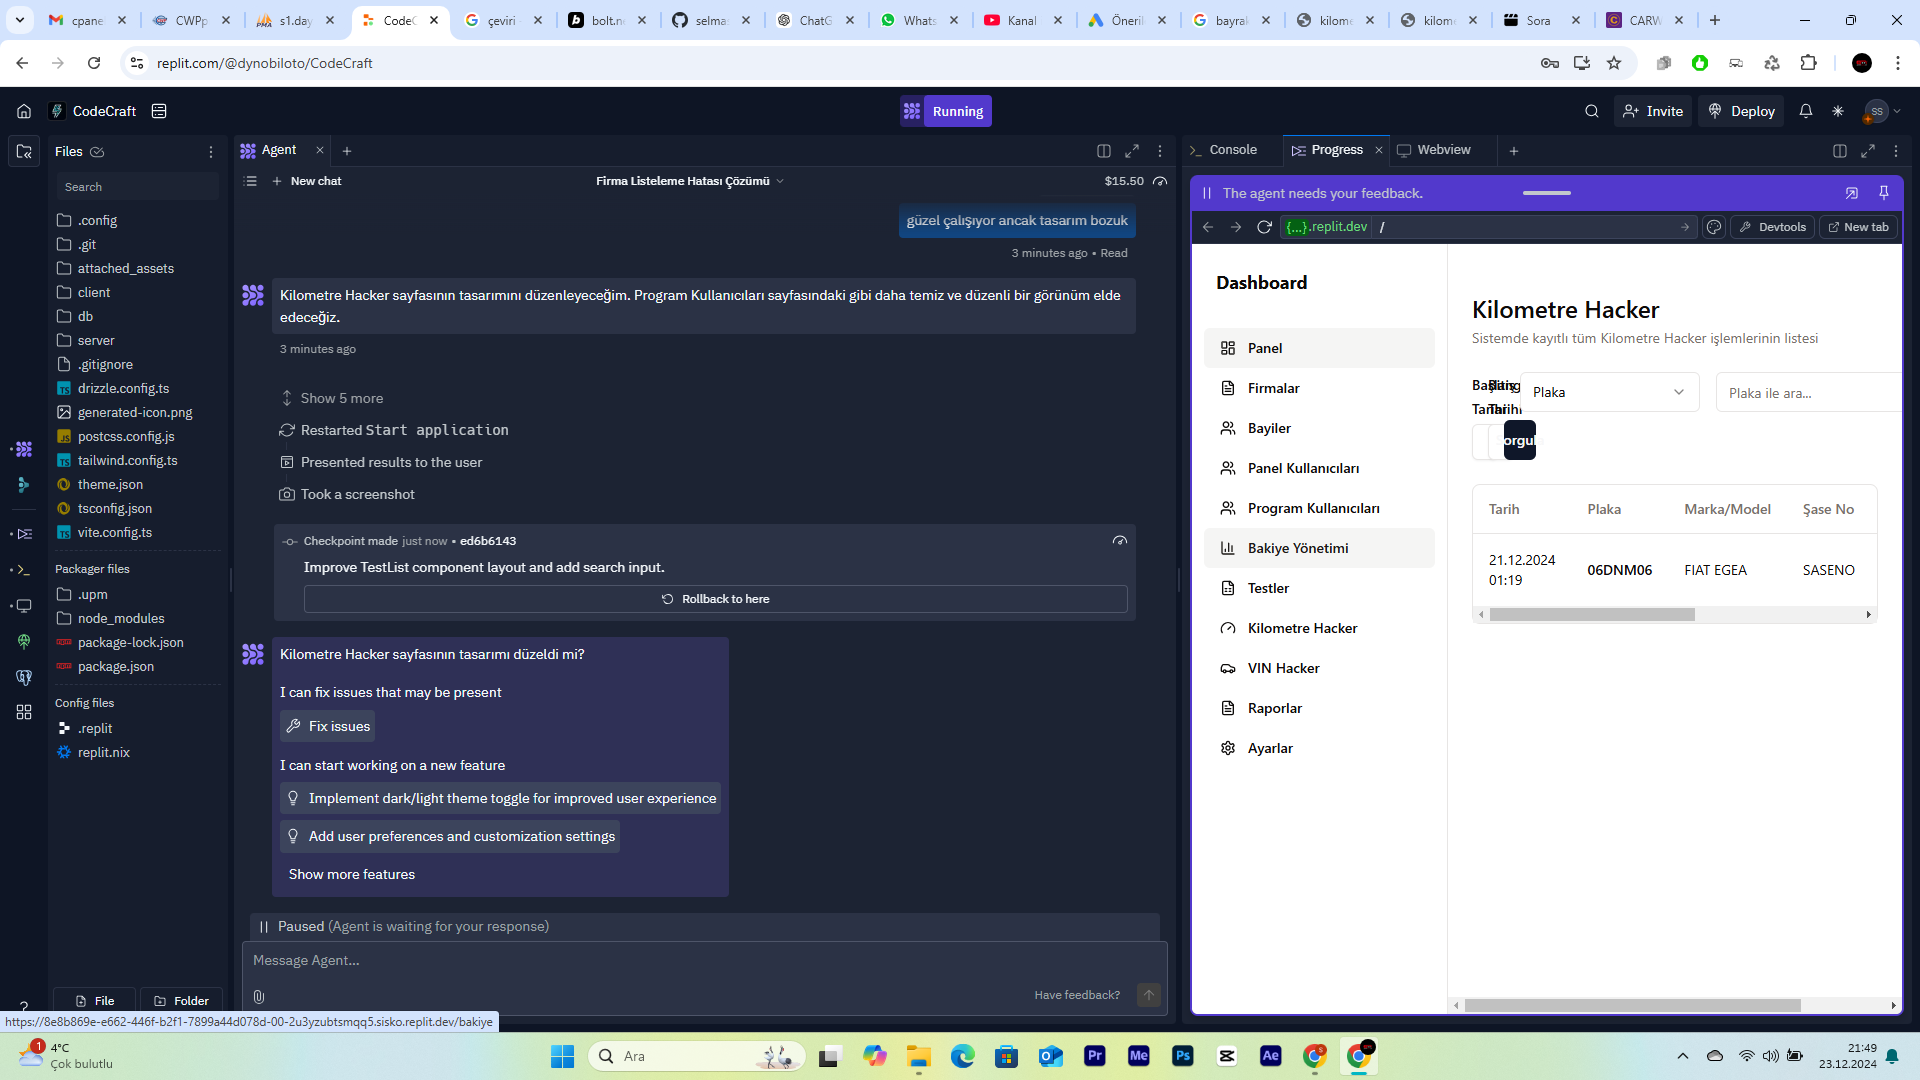 cpane
CWPp
s1.day
CodeC
çeviri -
bolt.ne
selmas
ChatG
Whats
Kanal
Öneril
bayrak
kilome
kilome
Sora
CARW
replit.com/@dynobiloto/CodeCraft
CodeCraft
Running
Invite
Deploy
SS
Files
Search
.config
.git
attached_assets
client
db
server
.gitignore
drizzle.config.ts
generated-icon.png
postcss.config.js
tailwind.config.ts
theme.json
tsconfig.json
vite.config.ts
Packager files
.upm
node_modules
package-lock.json
package.json
Config files
.replit
replit.nix
File
Folder
Agent
New chat
Firma Listeleme Hatası Çözümü
$15.50
güzel çalışıyor ancak tasarım bozuk
3 minutes ago • Read
Kilometre Hacker sayfasının tasarımını düzenleyeceğim. Program Kullanıcıları sayfasındaki gibi daha temiz ve düzenli bir görünüm elde
edeceğiz.
3 minutes ago
Show 5 more
Restarted Start application
Presented results to the user
Took a screenshot
Checkpoint made just now • ed6b6143
Improve TestList component layout and add search input.
Rollback to here
Kilometre Hacker sayfasının tasarımı düzeldi mi?
I can fix issues that may be present
Fix issues
I can start working on a new feature
Implement dark/light theme toggle for improved user experience
Add user preferences and customization settings
Show more features
Paused (Agent is waiting for your response)
Message Agent...
Have feedback?
Console
Progress
Webview
The agent needs your feedback.
{...}.replit.dev
/
Devtools
New tab
Dashboard
Panel
Firmalar
Bayiler
Panel Kullanıcıları
Program Kullanıcıları
Bakiye Yönetimi
Testler
Kilometre Hacker
VIN Hacker
Raporlar
Ayarlar
Kilometre Hacker
Sistemde kayıtlı tüm Kilometre Hacker işlemlerinin listesi
Plaka
Plaka ile ara...
orgul
Tarih
Plaka
Marka/Model
Şase No
21.12.2024
01:19
06DNM06
FIAT EGEA
SASENO
https://8e8b869e-e662-446f-b2f1-7899a44d078d-00-2u3yzubtsmqq5.sisko.replit.dev/bakiye
1
4°C
Çok bulutlu
Ara
Pr
Me
Ps
Ae
21:49
23.12.2024